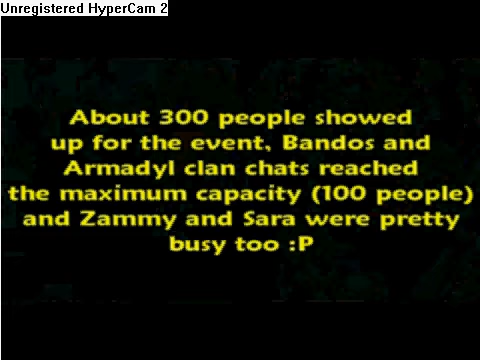 Unregistered HyperCam 2
About 300 people showed
up for the event, Bandos and
Armadyl clan chats reached
the maximum capacity (100 people)
and Zammy and Sara were pretty
busy too :P